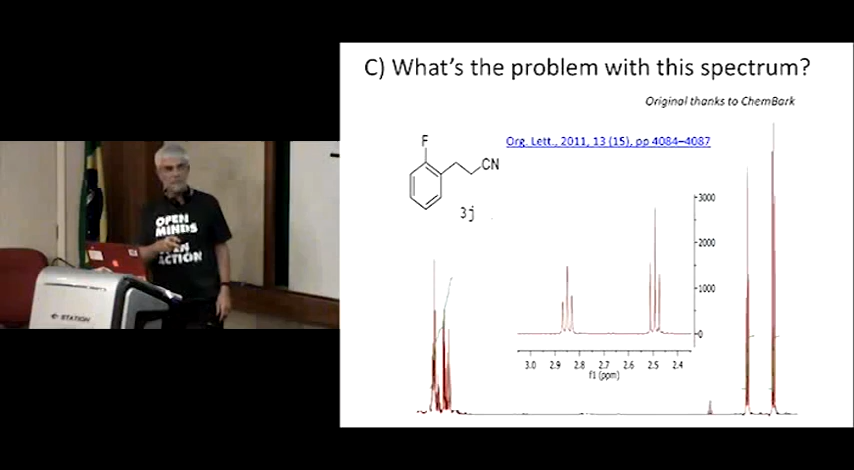 C) What's the problem with this spectrum?
Original thanks to ChemBark
Org. Lett., 2011, 13 (15), pp 4084–4087
F
CN
3j
3000
2000
1000
0
3.0 2.9 2.8 2.7 2.6 2.5 2.4
f1 (ppm)
OPEN
MINDS
OPEN
ACTION
STATION